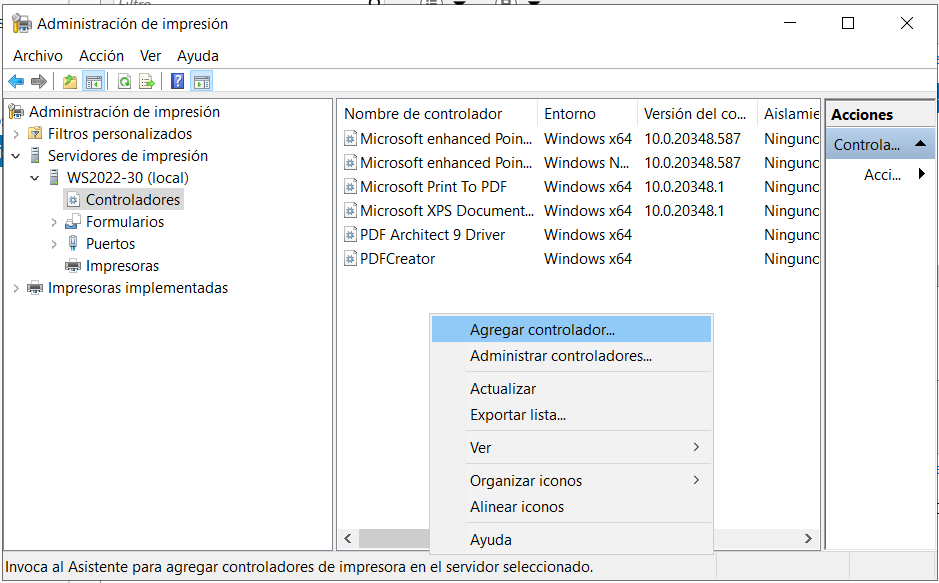 Filtro
Administración de impresión
Archivo Acción Ver Ayuda
Administración de impresión
Filtros personalizados
Servidores de impresión
WS2022-30 (local)
Controladores
Formularios
Puertos
Impresoras
Impresoras implementadas
Nombre de controlador Entorno Versión del co... Aislamie
Microsoft enhanced Poin... Windows x64 10.0.20348.587 Ninguno
Microsoft enhanced Poin... Windows N... 10.0.20348.587 Ninguno
Microsoft Print To PDF Windows x64 10.0.20348.1 Ninguno
Microsoft XPS Document... Windows x64 10.0.20348.1 Ninguno
PDF Architect 9 Driver Windows x64 Ninguno
PDFCreator Windows x64 Ninguno
Agregar controlador...
Administrar controladores...
Actualizar
Exportar lista...
Ver
Organizar iconos
Alinear iconos
Ayuda
Acciones
Controla...
Acci...
Invoca al Asistente para agregar controladores de impresora en el servidor seleccionado.